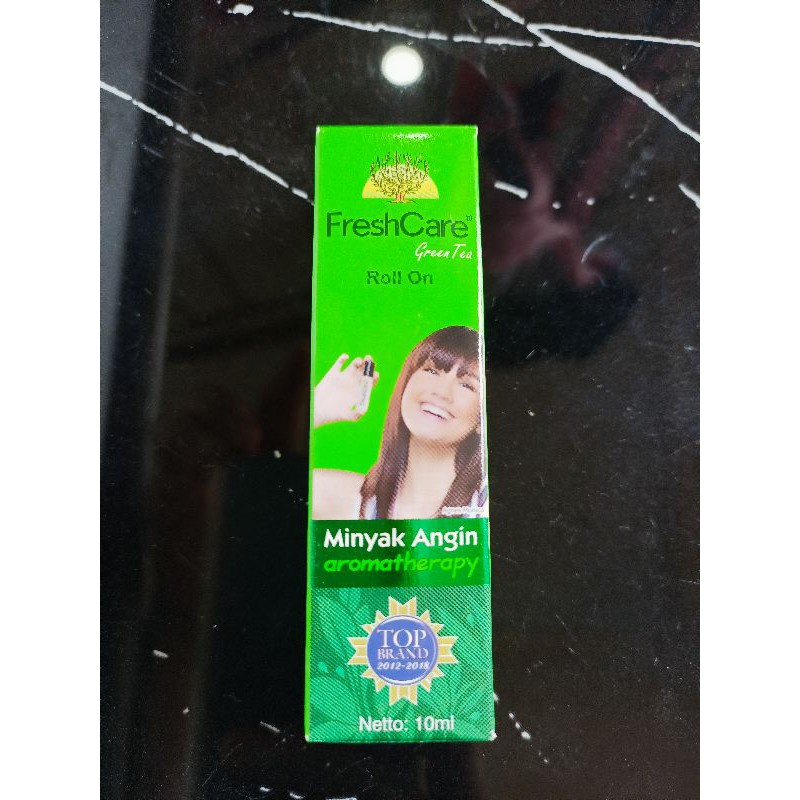 FreshCare
Green Tea
Roll On
Minyak Angin
aromatherapy
TOP
BRAND
2012-2018
Netto: 10ml